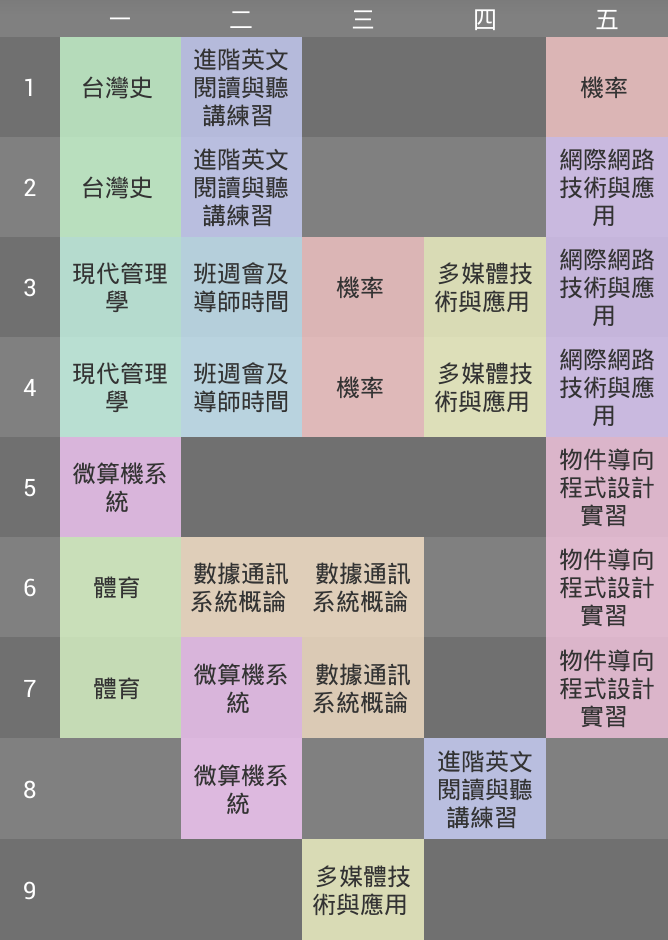 一 二 三 四 五
1
台灣史
進階英文
閱讀與聽
講練習
機率
2
台灣史
進階英文
閱讀與聽
講練習
網際網路
技術與應
用
3
現代管理
學
班週會及
導師時間
機率
多媒體技
術與應用
網際網路
技術與應
用
4
現代管理
學
班週會及
導師時間
機率
多媒體技
術與應用
網際網路
技術與應
用
5
微算機系
統
物件導向
程式設計
實習
6
體育
數據通訊
系統概論
數據通訊
系統概論
物件導向
程式設計
實習
7
體育
微算機系
統
數據通訊
系統概論
物件導向
程式設計
實習
8
微算機系
統
進階英文
閱讀與聽
講練習
9
多媒體技
術與應用